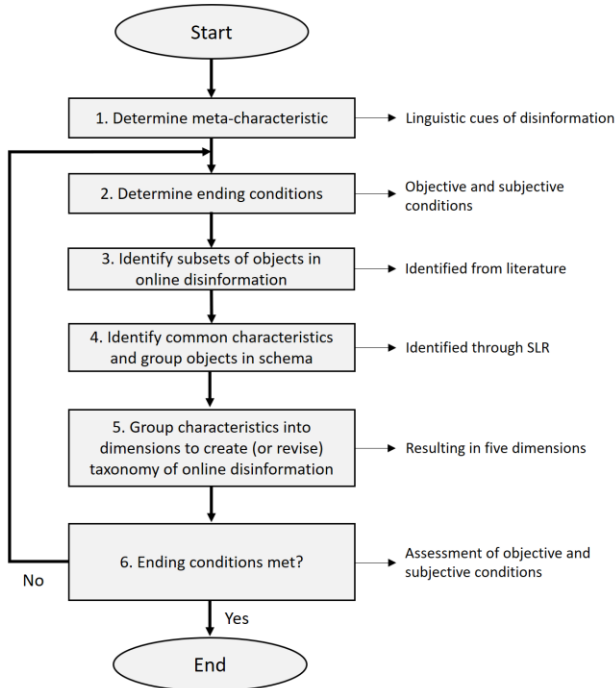 Start
1. Determine meta-characteristic
Linguistic cues of disinformation
2. Determine ending conditions
Objective and subjective
conditions
3. Identify subsets of objects in
online disinformation
Identified from literature
4. Identify common characteristics
and group objects in schema
Identified through SLR
5. Group characteristics into
dimensions to create (or revise)
taxonomy of online disinformation
Resulting in five dimensions
6. Ending conditions met?
Assessment of objective and
subjective conditions
No
Yes
End